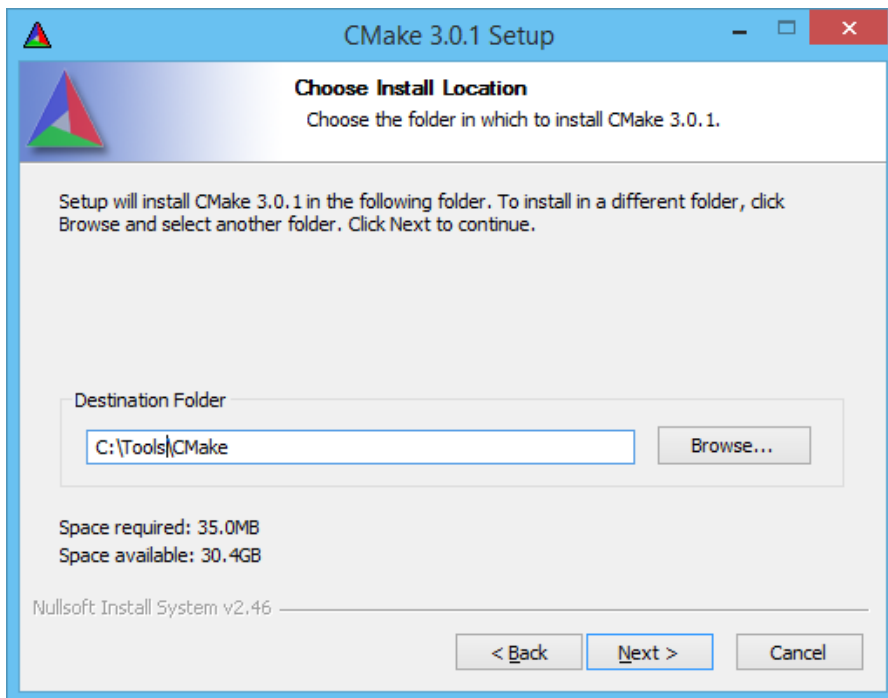 CMake 3.0.1 Setup
Choose Install Location
Choose the folder in which to install CMake 3.0.1.
Setup will install CMake 3.0.1 in the following folder. To install in a different folder, click
Browse and select another folder. Click Next to continue.
Destination Folder
C:\Tools\CMake
Browse...
Space required: 35.0MB
Space available: 30.4GB
Nullsoft Install System v2.46
< Back
Next >
Cancel